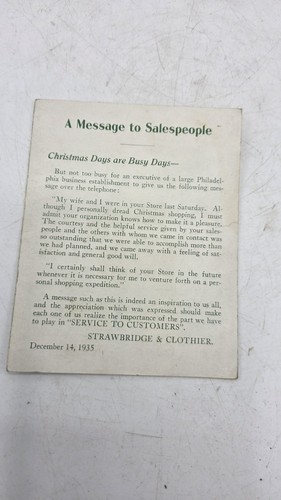 A Message to Salespeople
Christmas Days are Busy Days—
But not too busy for an executive of a large Philadel-
phia business establishment to give us the following mes-
sage over the telephone:
"My wife and I were in your Store last Saturday. Al-
though I personally dread Christmas shopping, I must
admit your organization knows how to make it a pleasure.
The courtesy and the helpful service given by your sales-
people and the others with whom we came in contact was
so outstanding that we were able to accomplish more than
we had planned, and we came away with a feeling of sat-
isfaction and general good will.
"I certainly shall think of your Store in the future
whenever it is necessary for me to venture forth on a per-
sonal shopping expedition."
A message such as this is indeed an inspiration to us all,
and the appreciation which was expressed should make
each one of us realize the importance of the part we have
to play in "SERVICE TO CUSTOMERS".
STRAWBRIDGE & CLOTHIER.
December 14, 1935